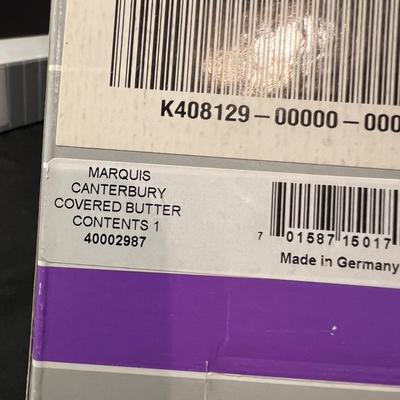 K408129-00000-000
MARQUIS
CANTERBURY
COVERED BUTTER
CONTENTS 1
40002987
7 01587 15017
Made in Germany